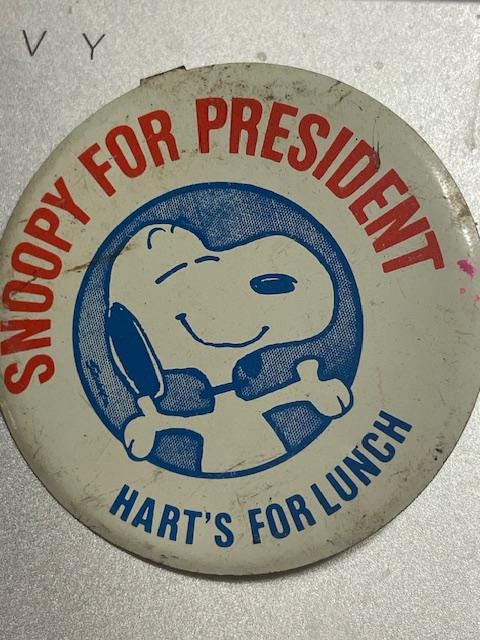 V Y
SNOOPY FOR PRESIDENT
HART'S FOR LUNCH